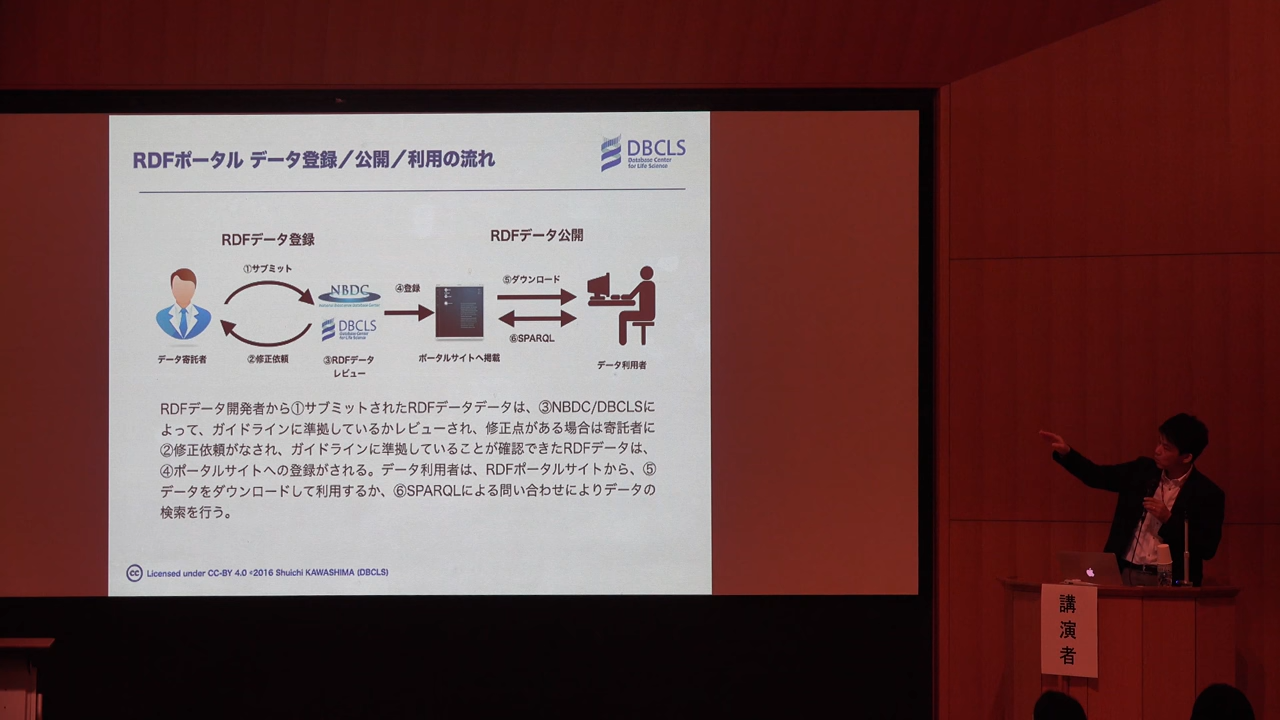 RDFポータル データ登録／公開／利用の流れ
DBCLS
Database Center
for Life Science
RDFデータ登録
RDFデータ公開
①サブミット
④登録
⑤ダウンロード
NBDC
DBCLS
Database Center
for Life Science
⑥SPARQL
データ寄託者
②修正依頼
③RDFデータ
レビュー
ポータルサイトへ掲載
データ利用者
RDFデータ開発者から①サブミットされたRDFデータデータは、③NBDC/DBCLSに
よって、ガイドラインに準拠しているかレビューされ、修正点がある場合は寄託者に
②修正依頼がなされ、ガイドラインに準拠していることが確認できたRDFデータは、
④ポータルサイトへの登録がされる。データ利用者は、RDFポータルサイトから、⑤
データをダウンロードして利用するか、⑥SPARQLによる問い合わせによりデータの
検索を行う。
cc Licensed under CC-BY 4.0 ©2016 Shuichi KAWASHIMA (DBCLS)
講演者